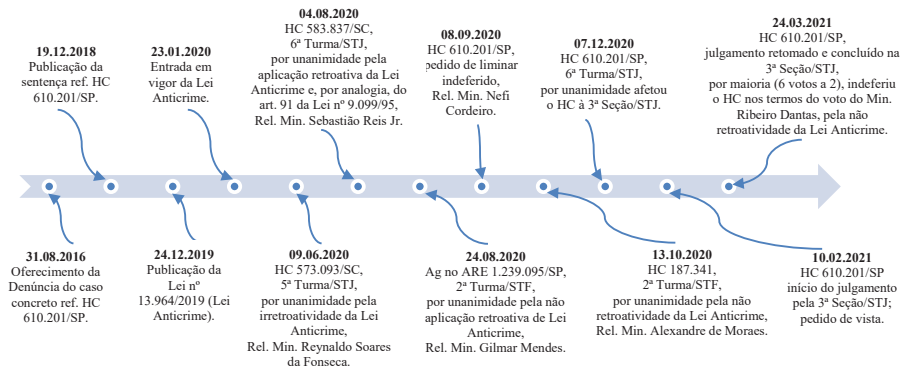 19.12.2018
Publicação da
sentença ref. HC
610.201/SP.
23.01.2020
Entrada em
vigor da Lei
Anticrime.
04.08.2020
HC 583.837/SC,
6ª Turma/STJ,
por unanimidade pela
aplicação retroativa da Lei
Anticrime e, por analogia, do
art. 91 da Lei nº 9.099/95,
Rel. Min. Sebastião Reis Jr.
08.09.2020
HC 610.201/SP,
pedido de liminar
indeferido,
Rel. Min. Nefi
Cordeiro.
07.12.2020
HC 610.201/SP,
6ª Turma/STJ,
por unanimidade afetou
o HC à 3ª Seção/STJ.
24.03.2021
HC 610.201/SP,
julgamento retomado e concluído na
3ª Seção/STJ,
por maioria (6 votos a 2), indeferiu
o HC nos termos do voto do Min.
Ribeiro Dantas, pela não
retroatividade da Lei Anticrime.
31.08.2016
Oferecimento da
Denúncia do caso
concreto ref. HC
610.201/SP.
24.12.2019
Publicação da
Lei nº
13.964/2019 (Lei
Anticrime).
09.06.2020
HC 573.093/SC,
5ª Turma/STJ,
por unanimidade pela
irretroatividade da Lei
Anticrime,
Rel. Min. Reynaldo Soares
da Fonseca.
24.08.2020
Ag no ARE 1.239.095/SP,
2ª Turma/STF,
por unanimidade pela não
aplicação retroativa de Lei
Anticrime,
Rel. Min. Gilmar Mendes.
13.10.2020
HC 187.341,
2ª Turma/STF,
por unanimidade pela não
retroatividade da Lei Anticrime,
Rel. Min. Alexandre de Moraes.
10.02.2021
HC 610.201/SP
início do julgamento
pela 3ª Seção/STJ;
pedido de vista.